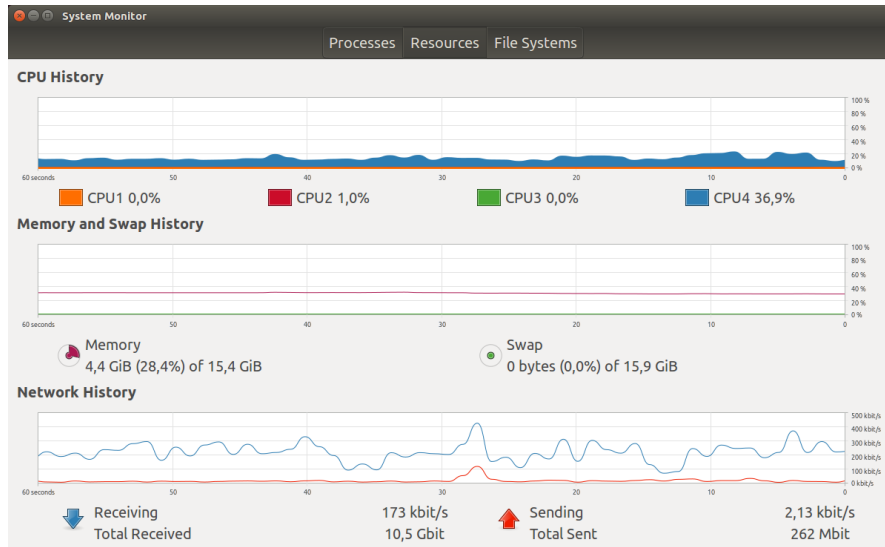 System Monitor
Processes Resources File Systems
CPU History
100 %
80 %
60 %
40 %
20 %
0 %
60 seconds 50 40 30 20 10 0
CPU1 0,0% CPU2 1,0% CPU3 0,0% CPU4 36,9%
Memory and Swap History
100 %
80 %
60 %
40 %
20 %
0 %
60 seconds 50 40 30 20 10 0
Memory Swap
4,4 GiB (28,4%) of 15,4 GiB 0 bytes (0,0%) of 15,9 GiB
Network History
500 kbit/s
400 kbit/s
300 kbit/s
200 kbit/s
100 kbit/s
0 kbit/s
60 seconds 50 40 30 20 10 0
Receiving 173 kbit/s Sending 2,13 kbit/s
Total Received 10,5 Gbit Total Sent 262 Mbit